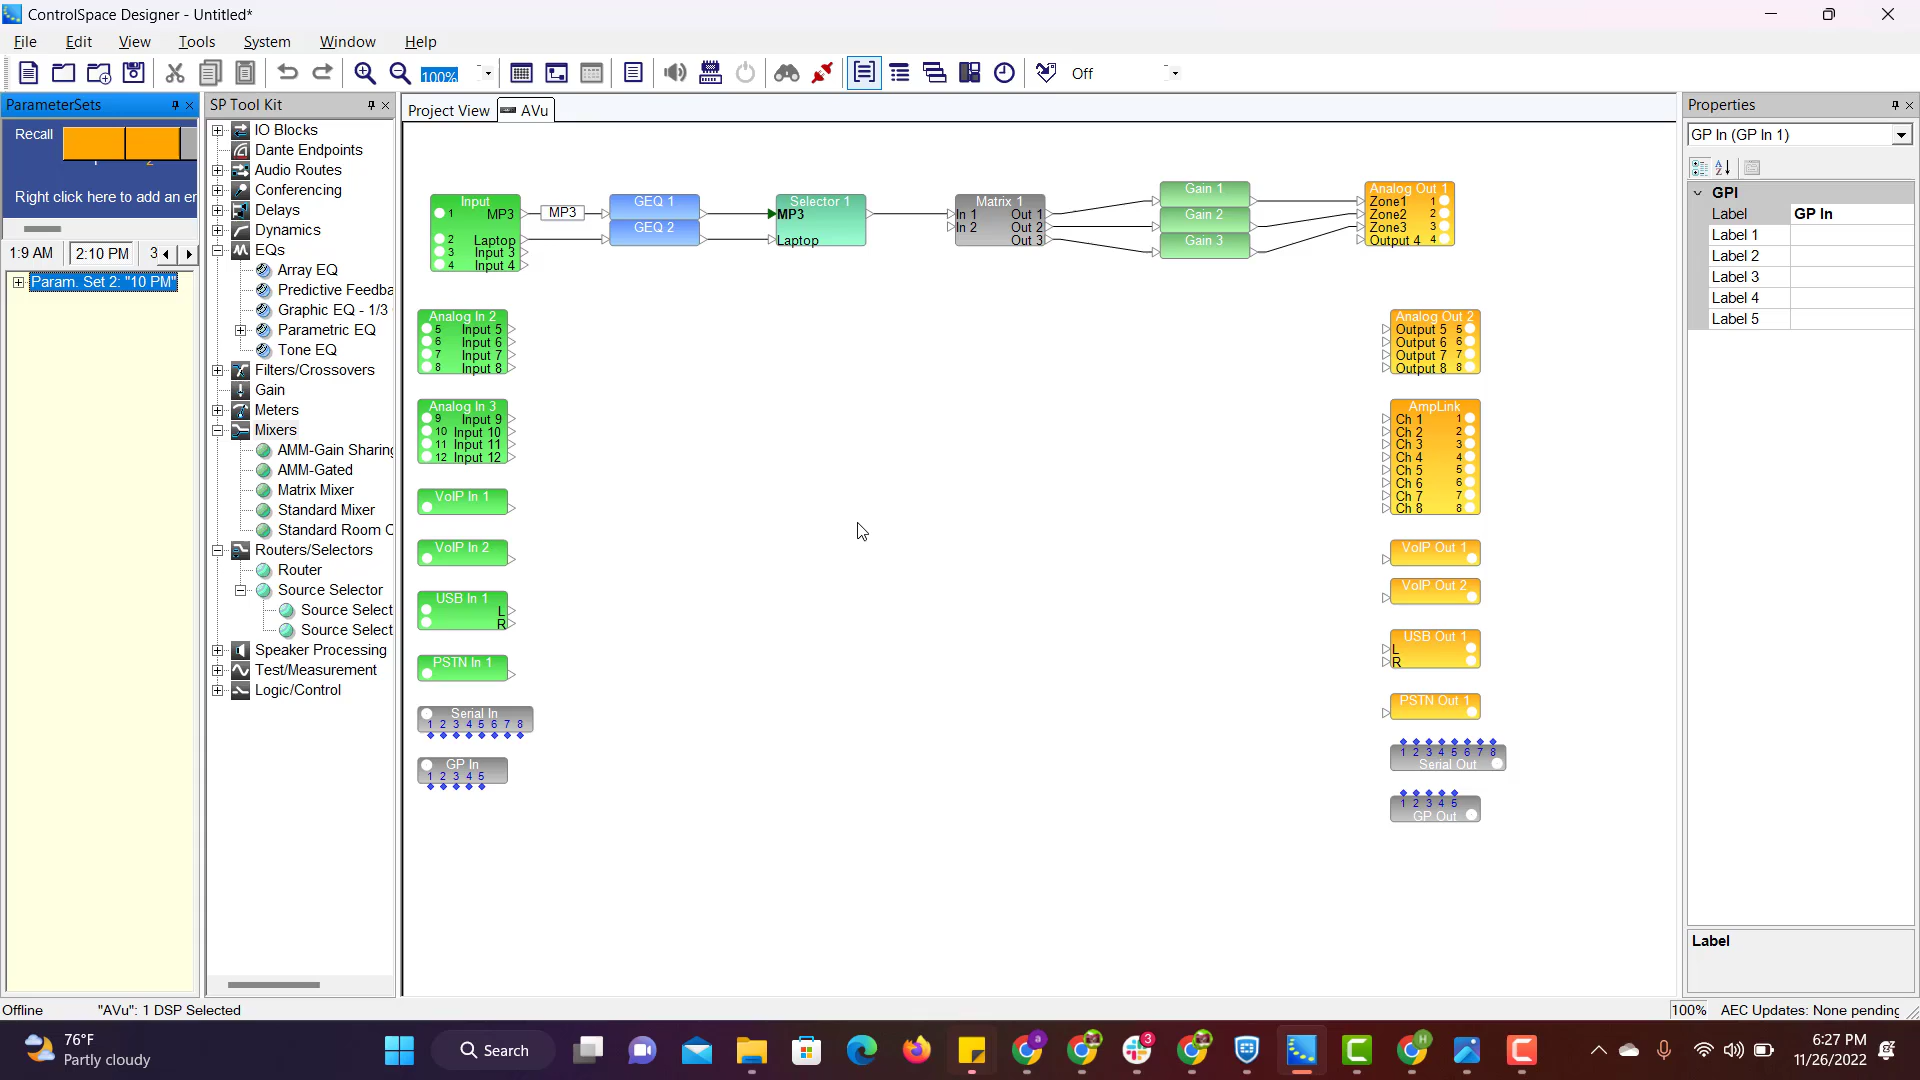 ControlSpace Designer - Untitled*
File Edit View Tools System Window Help
100% Off
ParameterSets
Recall
Right click here to add an er
1:9 AM 2:10 PM 3
Param. Set 2: "10 PM"
SP Tool Kit
IO Blocks
Dante Endpoints
Audio Routes
Conferencing
Delays
Dynamics
EQs
Array EQ
Predictive Feedba
Graphic EQ - 1/3
Parametric EQ
Tone EQ
Filters/Crossovers
Gain
Meters
Mixers
AMM-Gain Sharing
AMM-Gated
Matrix Mixer
Standard Mixer
Standard Room C
Routers/Selectors
Router
Source Selector
Source Select
Source Select
Speaker Processing
Test/Measurement
Logic/Control
Project View AVu
Input
1 MP3
2 Laptop
3 Input 3
4 Input 4
MP3
GEQ 1
GEQ 2
Selector 1
MP3
Laptop
Matrix 1
In 1 Out 1
In 2 Out 2
Out 3
Gain 1
Gain 2
Gain 3
Analog Out 1
Zone1 1
Zone2 2
Zone3 3
Output 4 4
Analog In 2
5 Input 5
6 Input 6
7 Input 7
8 Input 8
Analog In 3
9 Input 9
10 Input 10
11 Input 11
12 Input 12
VoIP In 1
VoIP In 2
USB In 1
L
R
PSTN In 1
Serial In
1 2 3 4 5 6 7 8
GP In
1 2 3 4 5
Analog Out 2
Output 5 5
Output 6 6
Output 7 7
Output 8 8
AmpLink
Ch 1 1
Ch 2 2
Ch 3 3
Ch 4 4
Ch 5 5
Ch 6 6
Ch 7 7
Ch 8 8
VoIP Out 1
VoIP Out 2
USB Out 1
L
R
PSTN Out 1
1 2 3 4 5 6 7 8
Serial Out
1 2 3 4 5
GP Out
Properties
GP In (GP In 1)
GPI
Label GP In
Label 1
Label 2
Label 3
Label 4
Label 5
Label
Offline "AVu": 1 DSP Selected 100% AEC Updates: None pending
76°F
Partly cloudy
Search
3
6:27 PM
11/26/2022